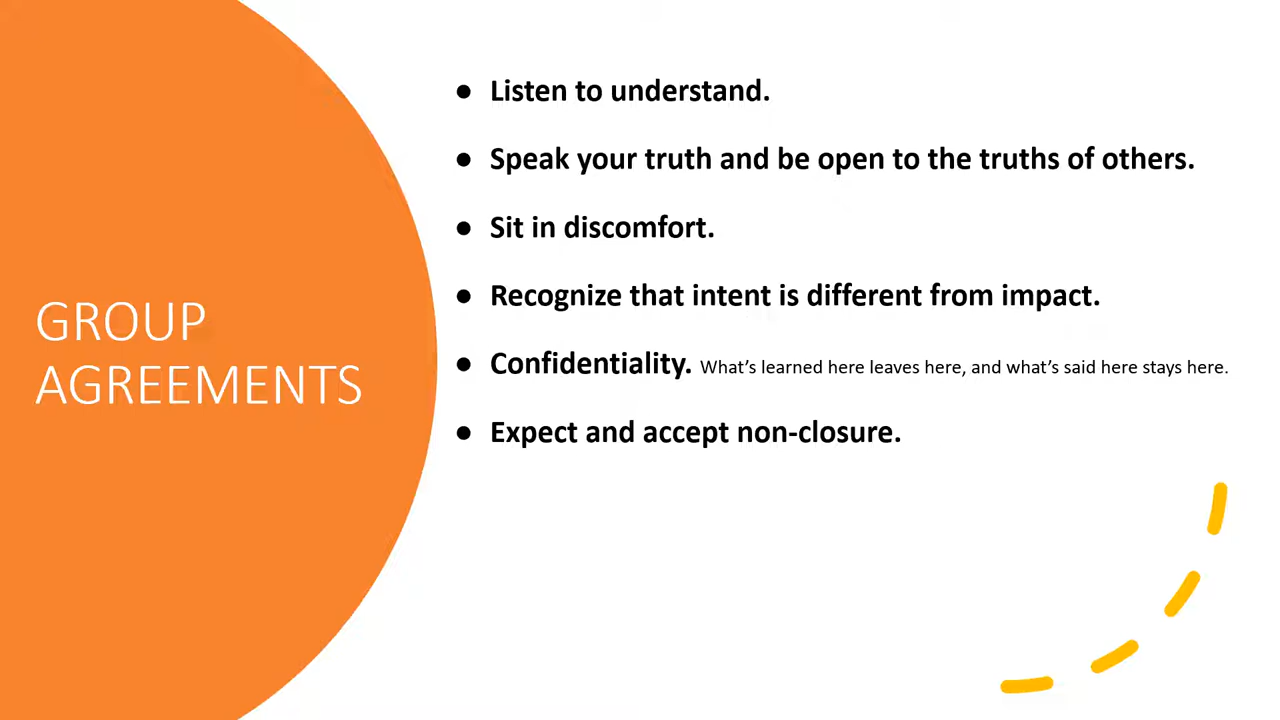 GROUP
AGREEMENTS
● Listen to understand.
● Speak your truth and be open to the truths of others.
● Sit in discomfort.
● Recognize that intent is different from impact.
● Confidentiality. What’s learned here leaves here, and what’s said here stays here.
● Expect and accept non-closure.